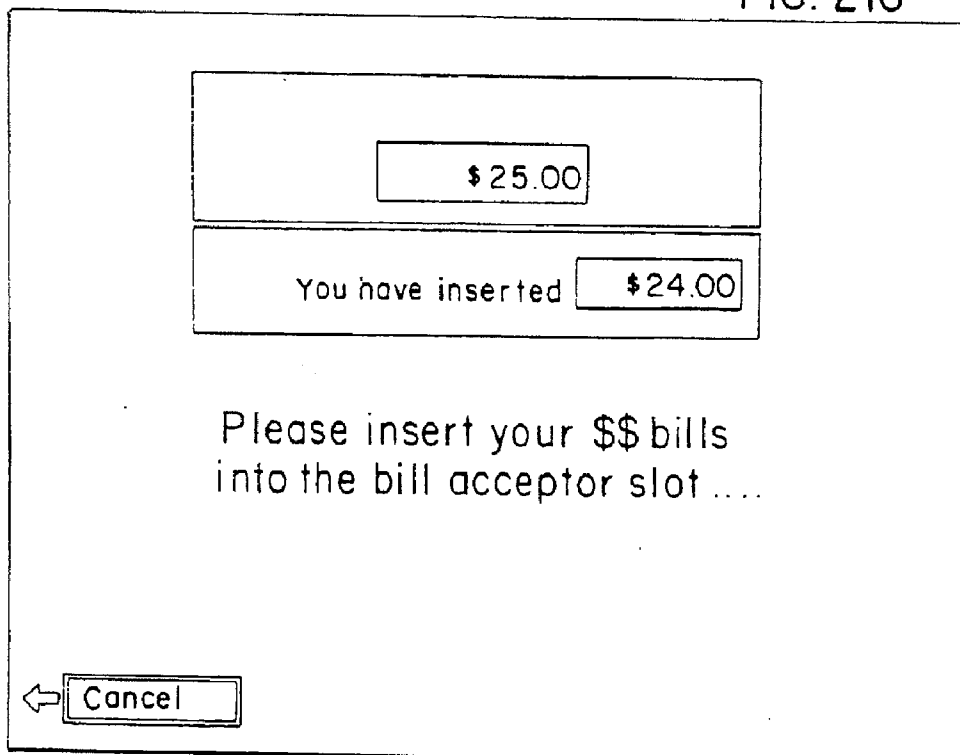 $25.00
You have inserted $24.00
Please insert your $$ bills
into the bill acceptor slot ....
Cancel